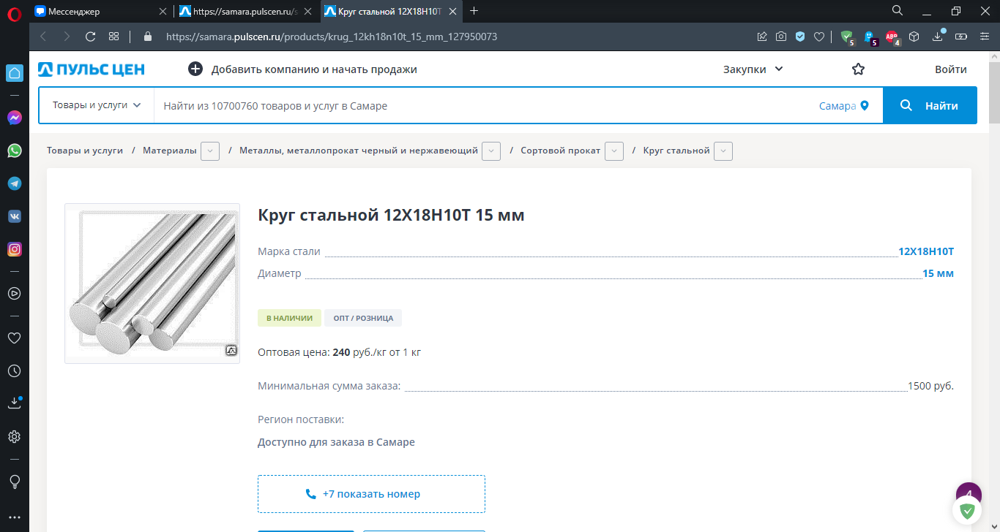 Мессенджер
https://samara.pulscen.ru/s
Круг стальной 12Х18Н10Т
https://samara.pulscen.ru/products/krug_12kh18n10t_15_mm_127950073
5
5
ABP
4
ПУЛЬС ЦЕН
Добавить компанию и начать продажи
Закупки
Войти
Товары и услуги
Найти из 10700760 товаров и услуг в Самаре
Самара
Найти
Товары и услуги / Материалы / Металлы, металлопрокат черный и нержавеющий / Сортовой прокат / Круг стальной
Круг стальной 12Х18Н10Т 15 мм
Марка стали 12Х18Н10Т
Диаметр 15 мм
В НАЛИЧИИ
ОПТ / РОЗНИЦА
Оптовая цена: 240 руб./кг от 1 кг
Минимальная сумма заказа: 1500 руб.
Регион поставки:
Доступно для заказа в Самаре
+7 показать номер
4